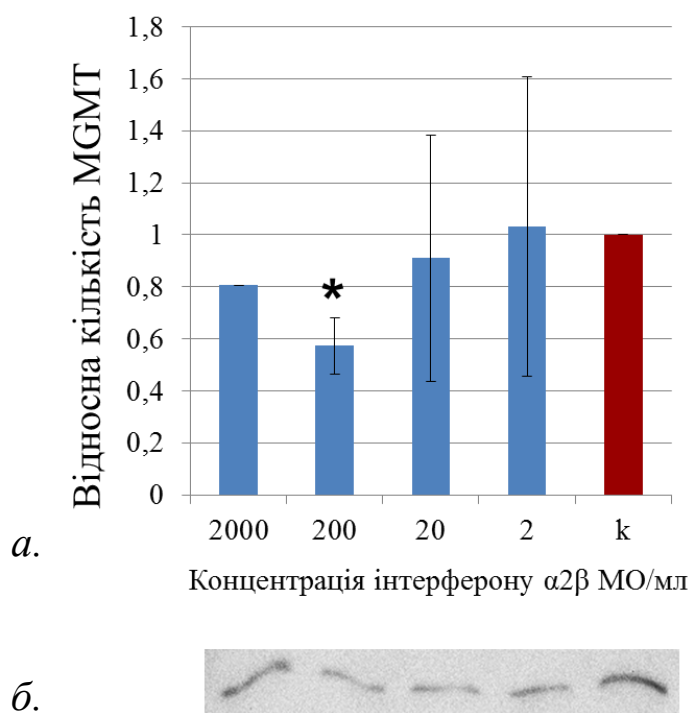 Відносна кількість MGMT
1,8
1,6
1,4
1,2
1
0,8
0,6
0,4
0,2
0
*
2000 200 20 2 k
а.
Концентрація інтерферону α2β МО/мл
б.